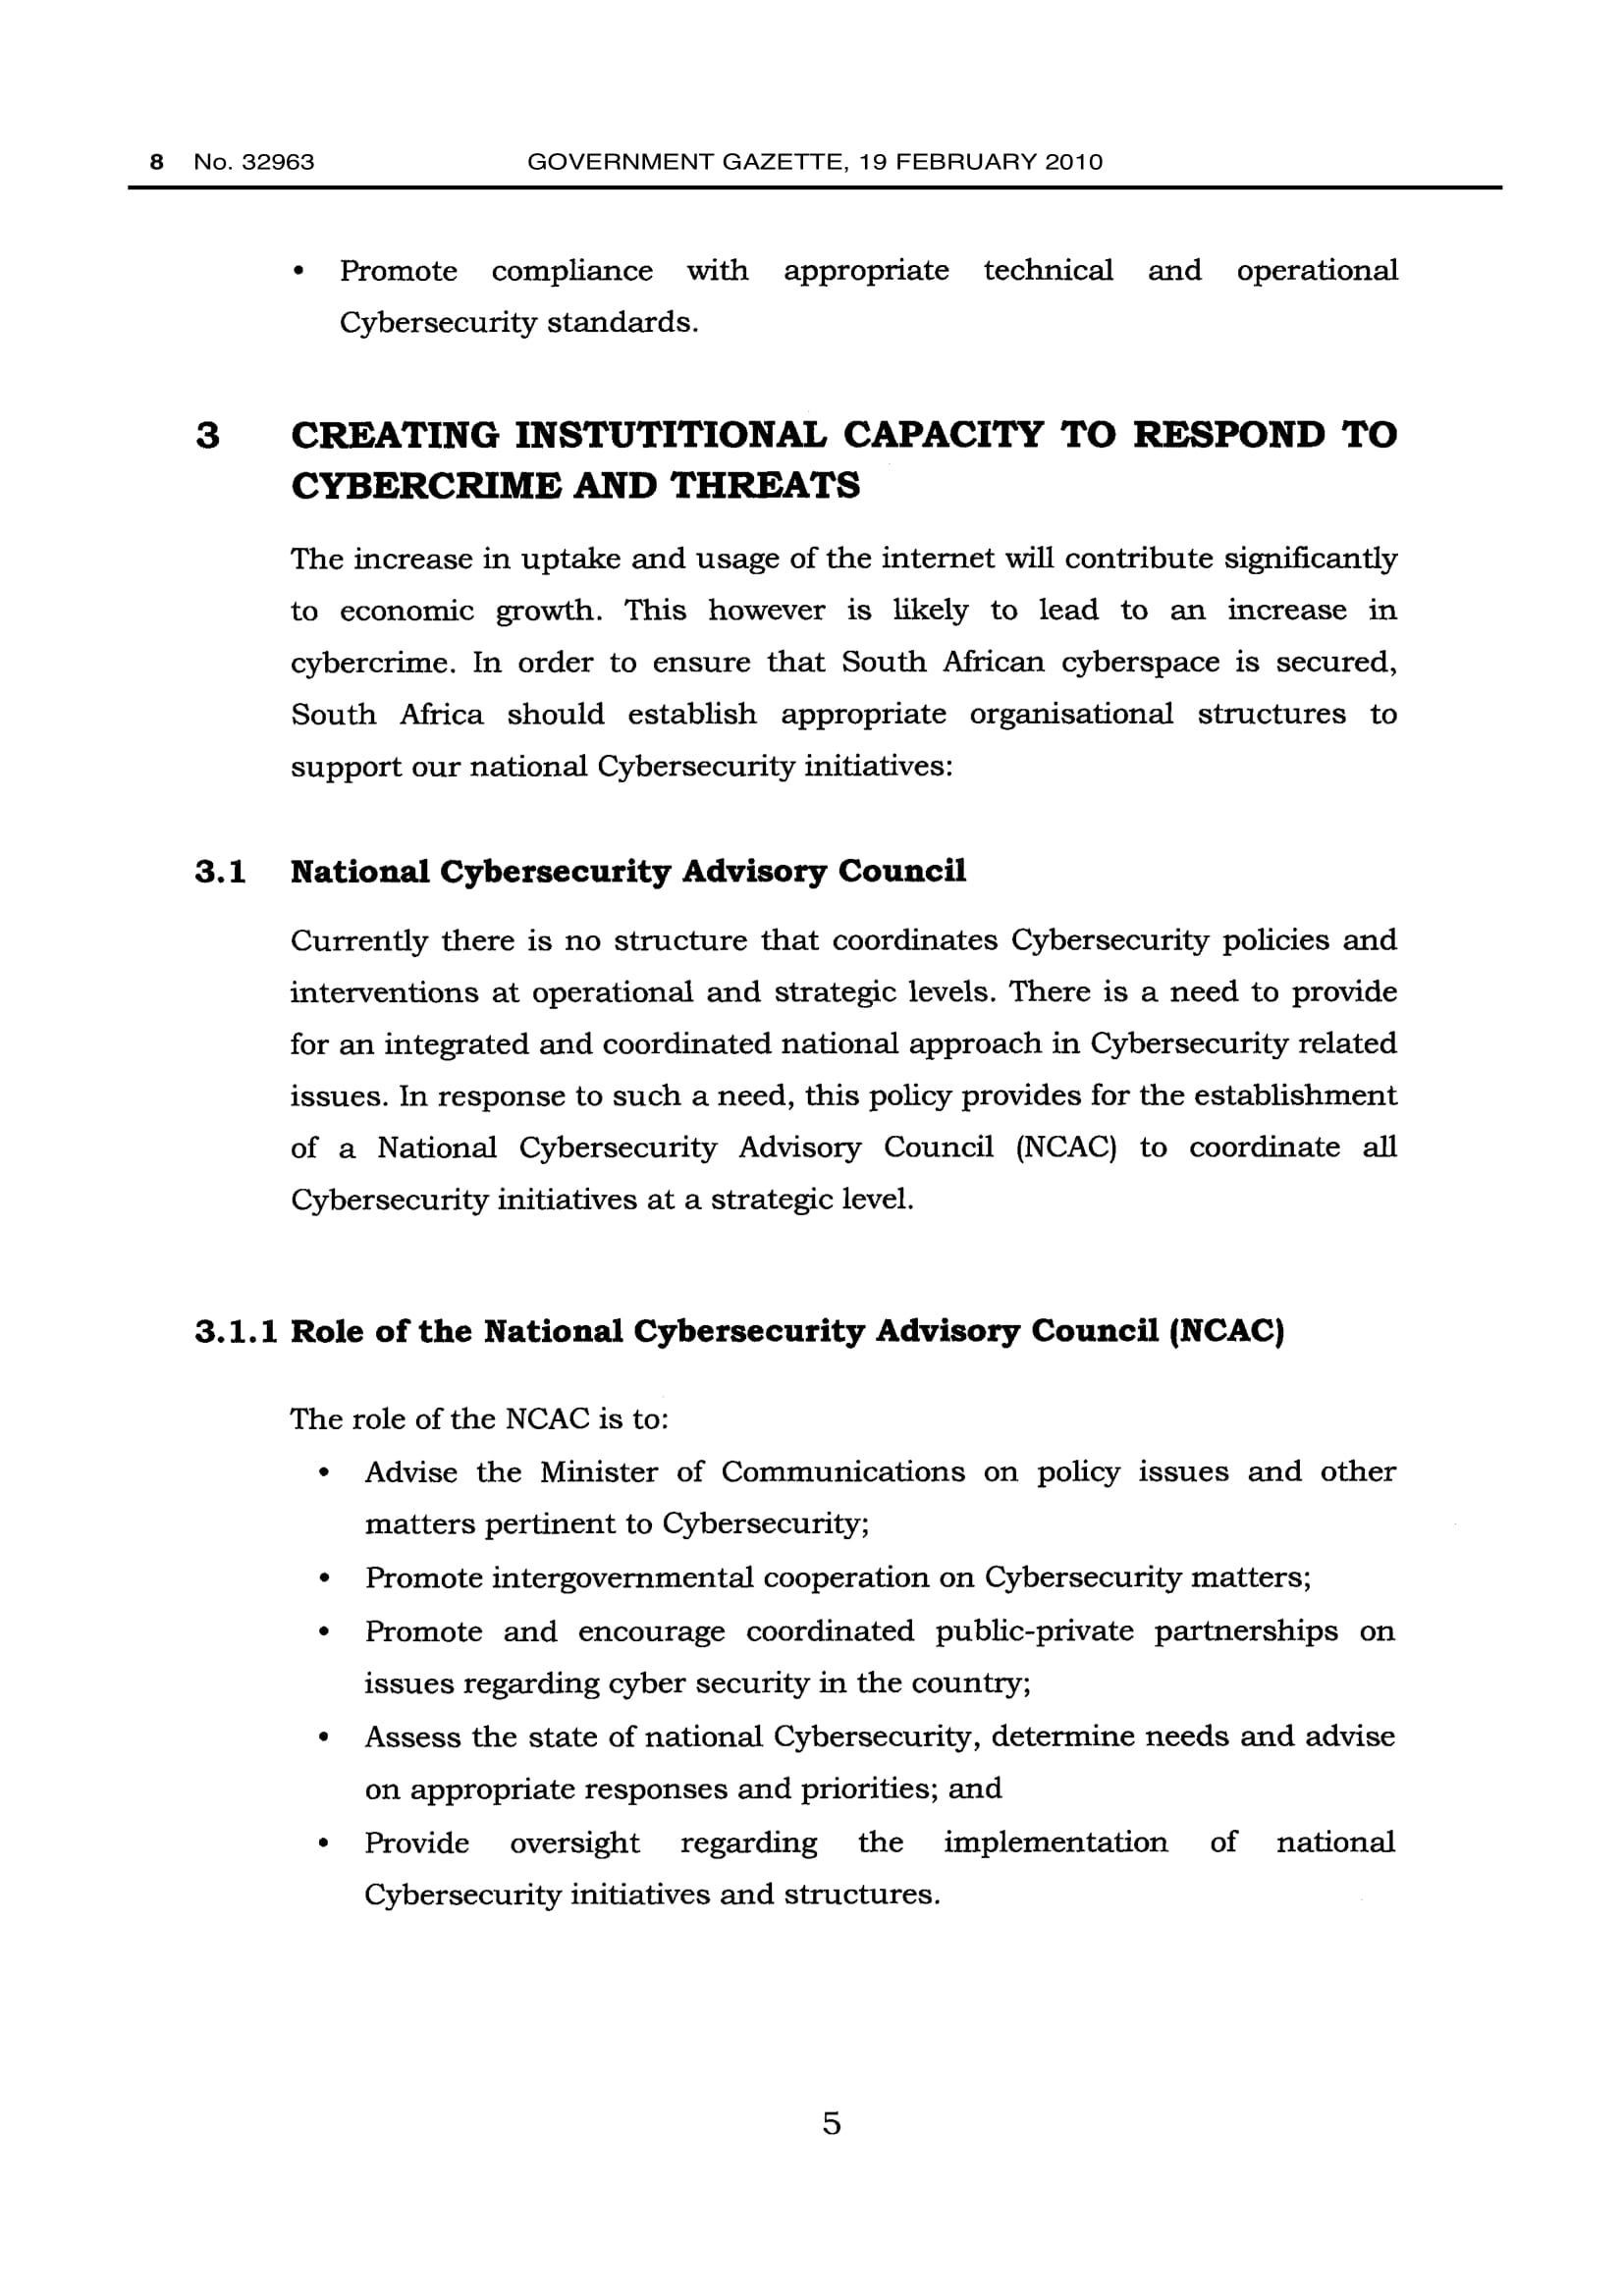 8 No. 32963 GOVERNMENT GAZETTE, 19 FEBRUARY 2010
• Promote compliance with appropriate technical and operational
Cybersecurity standards.
3 CREATING INSTUTITIONAL CAPACITY TO RESPOND TO
CYBERCRIME AND THREATS
The increase in uptake and usage of the internet will contribute significantly
to economic growth. This however is likely to lead to an increase in
cybercrime. In order to ensure that South African cyberspace is secured,
South Africa should establish appropriate organisational structures to
support our national Cybersecurity initiatives:
3.1 National Cybersecurity Advisory Council
Currently there is no structure that coordinates Cybersecurity policies and
interventions at operational and strategic levels. There is a need to provide
for an integrated and coordinated national approach in Cybersecurity related
issues. In response to such a need, this policy provides for the establishment
of a National Cybersecurity Advisory Council (NCAC) to coordinate all
Cybersecurity initiatives at a strategic level.
3.1.1 Role of the National Cybersecurity Advisory Council (NCAC)
The role of the NCAC is to:
• Advise the Minister of Communications on policy issues and other
matters pertinent to Cybersecurity;
• Promote intergovernmental cooperation on Cybersecurity matters;
• Promote and encourage coordinated public-private partnerships on
issues regarding cyber security in the country;
• Assess the state of national Cybersecurity, determine needs and advise
on appropriate responses and priorities; and
• Provide oversight regarding the implementation of national
Cybersecurity initiatives and structures.
5